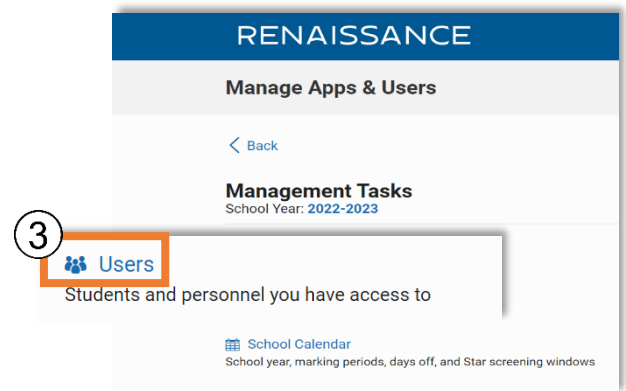 RENAISSANCE
Manage Apps & Users
Back
Management Tasks
School Year: 2022-2023
3
Users
Students and personnel you have access to
School Calendar
School year, marking periods, days off, and Star screening windows